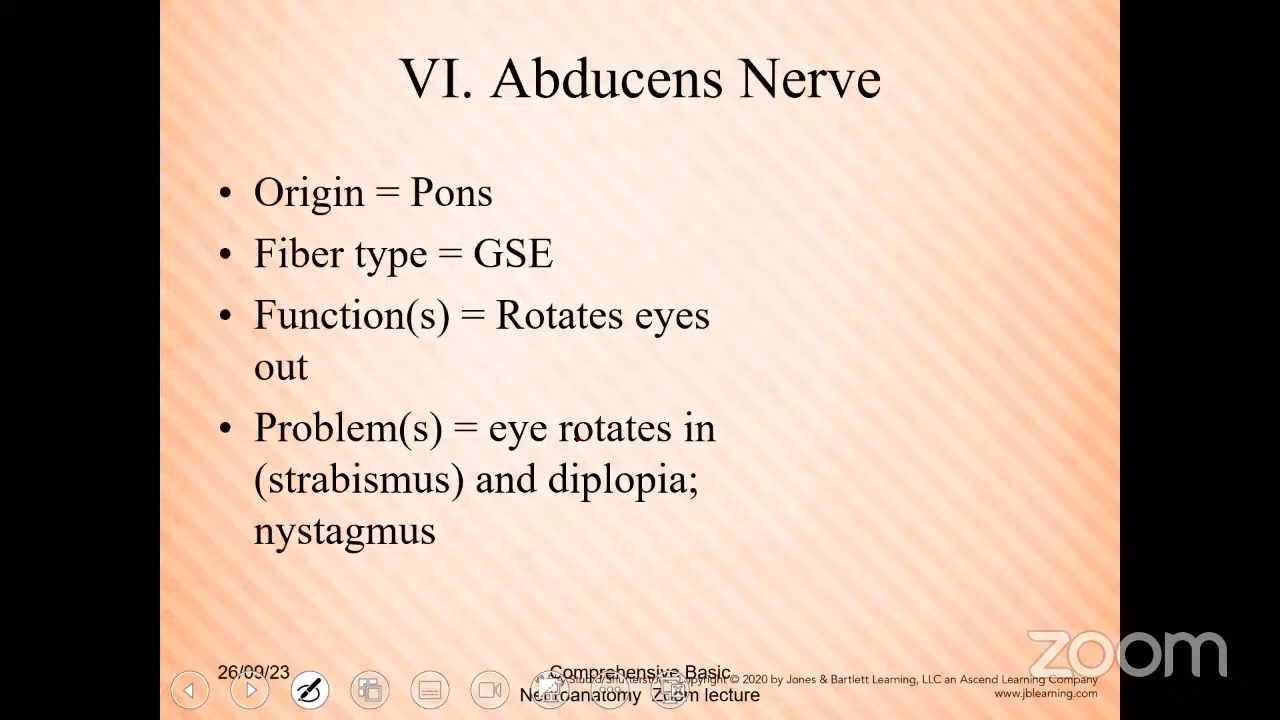 VI. Abducens Nerve
• Origin = Pons
• Fiber type = GSE
• Function(s) = Rotates eyes
out
• Problem(s) = eye rotates in
(strabismus) and diplopia;
nystagmus
zoom
26/09/23
Comprehensive Basic
Neuroanatomy Zoom lecture
Copyright © 2020 by Jones & Bartlett Learning, LLC an Ascend Learning Company
www.jblearning.com